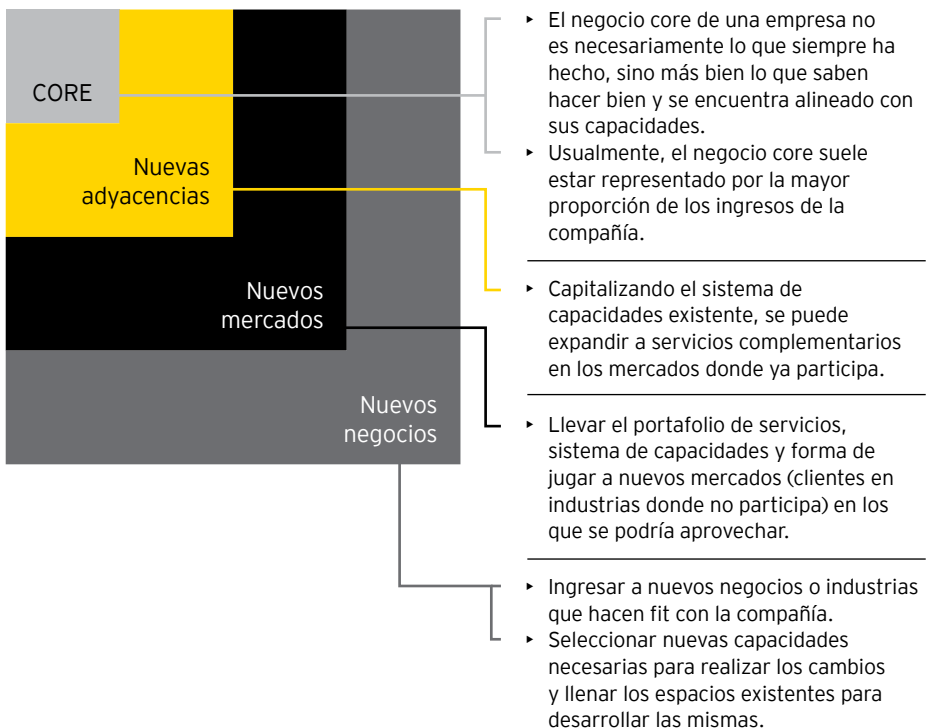 CORE
Nuevas
adyacencias
Nuevos
mercados
Nuevos
negocios
‣ El negocio core de una empresa no
es necesariamente lo que siempre ha
hecho, sino más bien lo que saben
hacer bien y se encuentra alineado con
sus capacidades.
‣ Usualmente, el negocio core suele
estar representado por la mayor
proporción de los ingresos de la
compañía.
‣ Capitalizando el sistema de
capacidades existente, se puede
expandir a servicios complementarios
en los mercados donde ya participa.
‣ Llevar el portafolio de servicios,
sistema de capacidades y forma de
jugar a nuevos mercados (clientes en
industrias donde no participa) en los
que se podría aprovechar.
‣ Ingresar a nuevos negocios o industrias
que hacen fit con la compañía.
‣ Seleccionar nuevas capacidades
necesarias para realizar los cambios
y llenar los espacios existentes para
desarrollar las mismas.